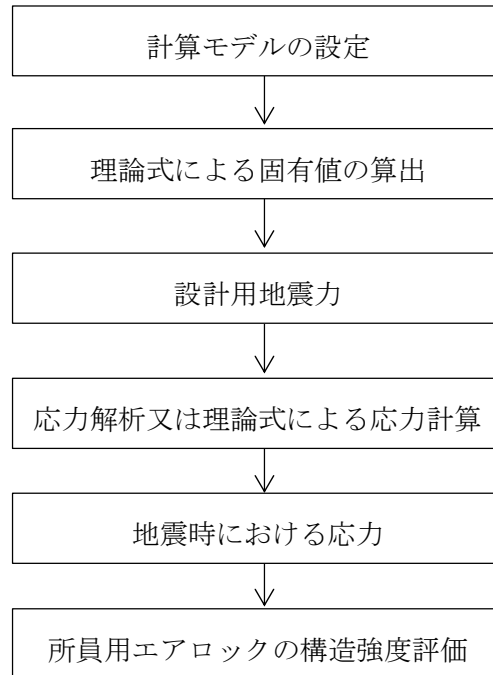 計算モデルの設定
理論式による固有値の算出
設計用地震力
応力解析又は理論式による応力計算
地震時における応力
所員用エアロックの構造強度評価